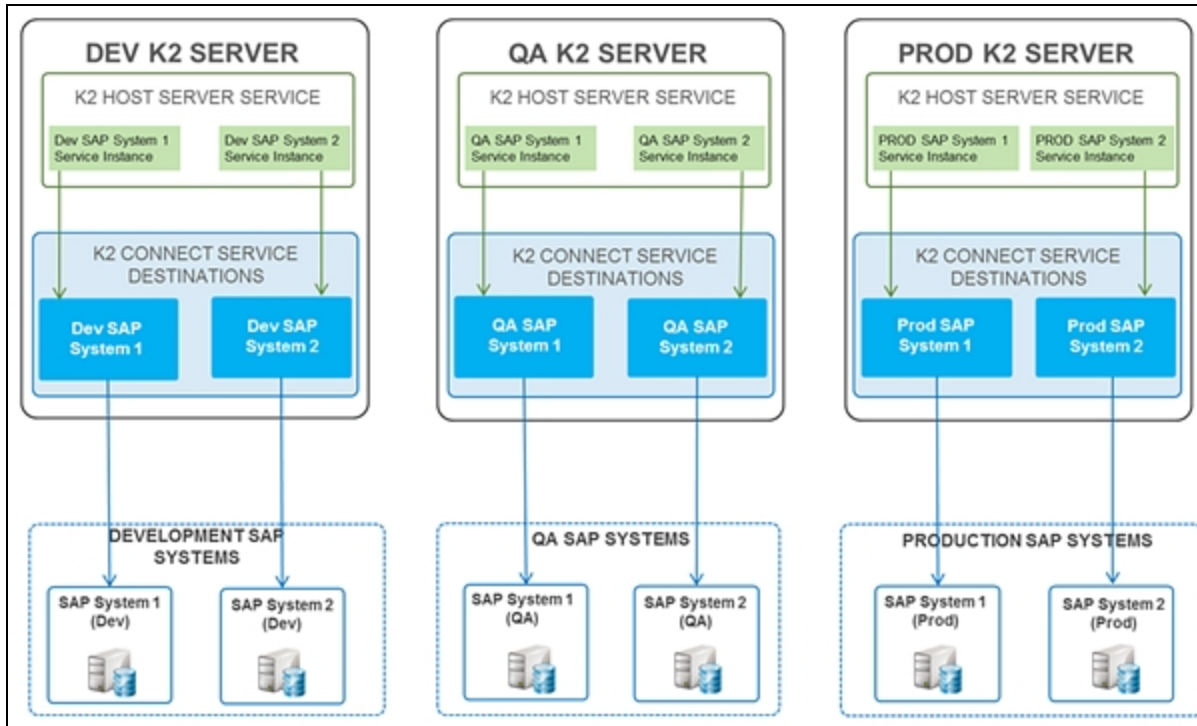 DEV K2 SERVER
K2 HOST SERVER SERVICE
Dev SAP System 1
Service Instance
Dev SAP System 2
Service Instance
K2 CONNECT SERVICE
DESTINATIONS
Dev SAP
System 1
Dev SAP
System 2
DEVELOPMENT SAP
SYSTEMS
SAP System 1
(Dev)
SAP System 2
(Dev)
QA K2 SERVER
K2 HOST SERVER SERVICE
QA SAP System 1
Service Instance
QA SAP System 2
Service Instance
K2 CONNECT SERVICE
DESTINATIONS
QA SAP
System 1
QA SAP
System 2
QA SAP SYSTEMS
SAP System 1
(QA)
SAP System 2
(QA)
PROD K2 SERVER
K2 HOST SERVER SERVICE
PROD SAP System 1
Service Instance
PROD SAP System 2
Service Instance
K2 CONNECT SERVICE
DESTINATIONS
Prod SAP
System 1
Prod SAP
System 2
PRODUCTION SAP SYSTEMS
SAP System 1
(Prod)
SAP System 2
(Prod)